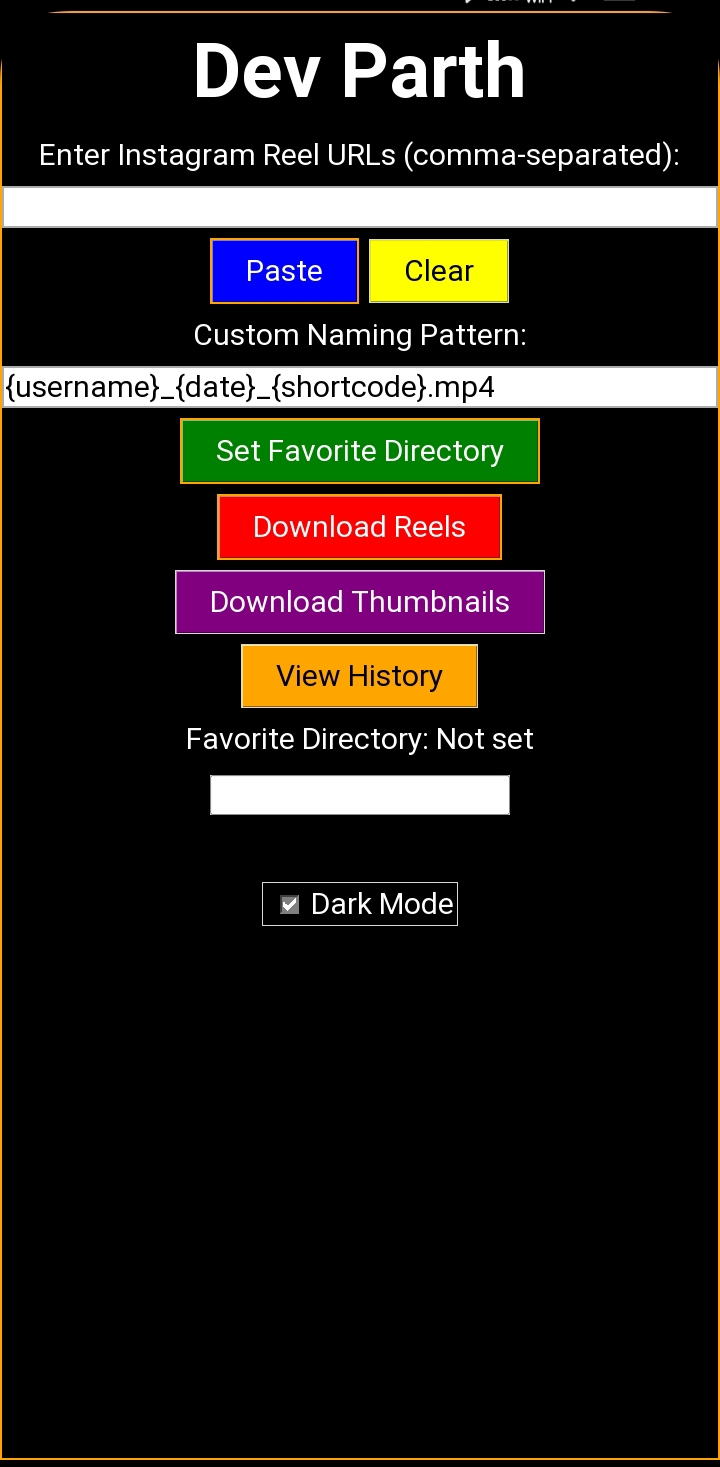 Dev Parth
Enter Instagram Reel URLs (comma-separated):
Paste Clear
Custom Naming Pattern:
{username}_{date}_{shortcode}.mp4
Set Favorite Directory
Download Reels
Download Thumbnails
View History
Favorite Directory: Not set
Dark Mode